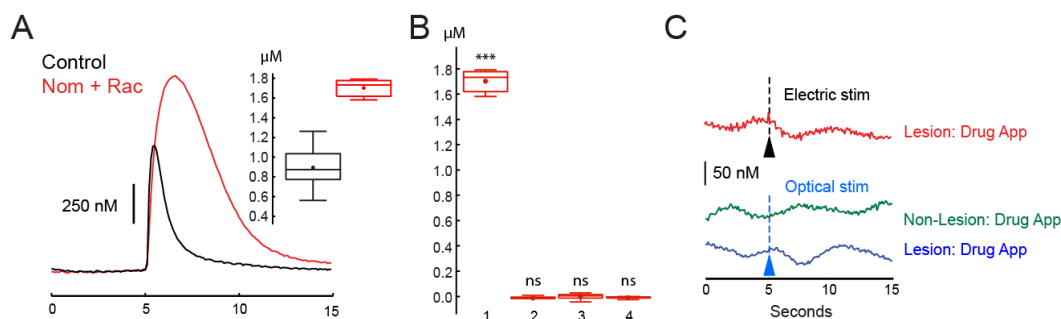 A
Control
Nom + Rac
250 nM
µM
1.8
1.6
1.4
1.2
1.0
0.8
0.6
0.4
0
5
10
15
B
µM
1.8
1.6
1.4
1.2
1.0
0.8
0.6
0.4
0.2
0.0
***
ns
ns
ns
1
2
3
4
C
Electric stim
Lesion: Drug App
50 nM
Optical stim
Non-Lesion: Drug App
Lesion: Drug App
0
5
10
15
Seconds